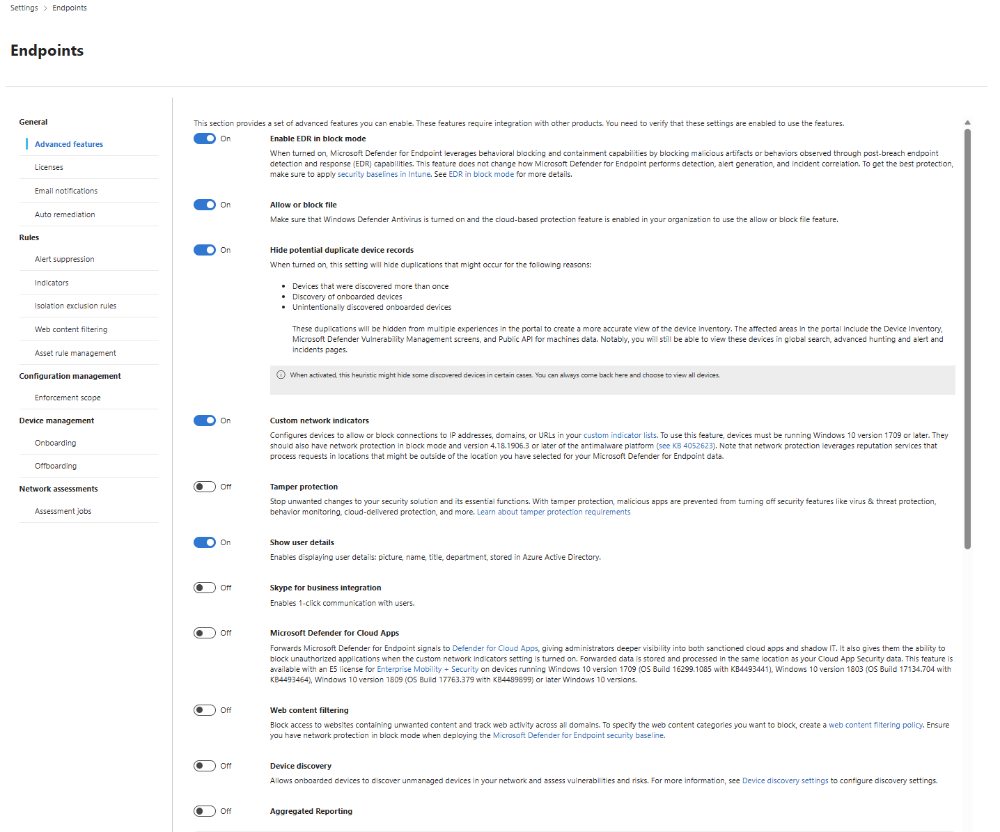 Settings > Endpoints
Endpoints
General
Advanced features
Licenses
Email notifications
Auto remediation
Rules
Alert suppression
Indicators
Isolation exclusion rules
Web content filtering
Asset rule management
Configuration management
Enforcement scope
Device management
Onboarding
Offboarding
Network assessments
Assessment jobs
This section provides a set of advanced features you can enable. These features require integration with other products. You need to verify that these settings are enabled to use the features.
On Enable EDR in block mode
When turned on, Microsoft Defender for Endpoint leverages behavioral blocking and containment capabilities by blocking malicious artifacts or behaviors observed through post-breach endpoint
detection and response (EDR) capabilities. This feature does not change how Microsoft Defender for Endpoint performs detection, alert generation, and incident correlation. To get the best protection,
make sure to apply security baselines in Intune. See EDR in block mode for more details.
On Allow or block file
Make sure that Windows Defender Antivirus is turned on and the cloud-based protection feature is enabled in your organization to use the allow or block file feature.
On Hide potential duplicate device records
When turned on, this setting will hide duplications that might occur for the following reasons:
• Devices that were discovered more than once
• Discovery of onboarded devices
• Unintentionally discovered onboarded devices
These duplications will be hidden from multiple experiences in the portal to create a more accurate view of the device inventory. The affected areas in the portal include the Device Inventory,
Microsoft Defender Vulnerability Management screens, and Public API for machines data. Notably, you will still be able to view these devices in global search, advanced hunting and alert and
incidents pages.
When activated, this heuristic might hide some discovered devices in certain cases. You can always come back here and choose to view all devices.
On Custom network indicators
Configures devices to allow or block connections to IP addresses, domains, or URLs in your custom indicator lists. To use this feature, devices must be running Windows 10 version 1709 or later. They
should also have network protection in block mode and version 4.18.1906.3 or later of the antimalware platform (see KB 4052623). Note that network protection leverages reputation services that
process requests in locations that might be outside of the location you have selected for your Microsoft Defender for Endpoint data.
Off Tamper protection
Stop unwanted changes to your security solution and its essential functions. With tamper protection, malicious apps are prevented from turning off security features like virus & threat protection,
behavior monitoring, cloud-delivered protection, and more. Learn about tamper protection requirements
On Show user details
Enables displaying user details: picture, name, title, department, stored in Azure Active Directory.
Off Skype for business integration
Enables 1-click communication with users.
Off Microsoft Defender for Cloud Apps
Forwards Microsoft Defender for Endpoint signals to Defender for Cloud Apps, giving administrators deeper visibility into both sanctioned cloud apps and shadow IT. It also gives them the ability to
block unauthorized applications when the custom network indicators setting is turned on. Forwarded data is stored and processed in the same location as your Cloud App Security data. This feature is
available with an E5 license for Enterprise Mobility + Security on devices running Windows 10 version 1709 (OS Build 16299.1085 with KB4493441), Windows 10 version 1803 (OS Build 17134.704 with
KB4493464), Windows 10 version 1809 (OS Build 17763.379 with KB4489899) or later Windows 10 versions.
Off Web content filtering
Block access to websites containing unwanted content and track web activity across all domains. To specify the web content categories you want to block, create a web content filtering policy. Ensure
you have network protection in block mode when deploying the Microsoft Defender for Endpoint security baseline.
Off Device discovery
Allows onboarded devices to discover unmanaged devices in your network and assess vulnerabilities and risks. For more information, see Device discovery settings to configure discovery settings.
Off Aggregated Reporting